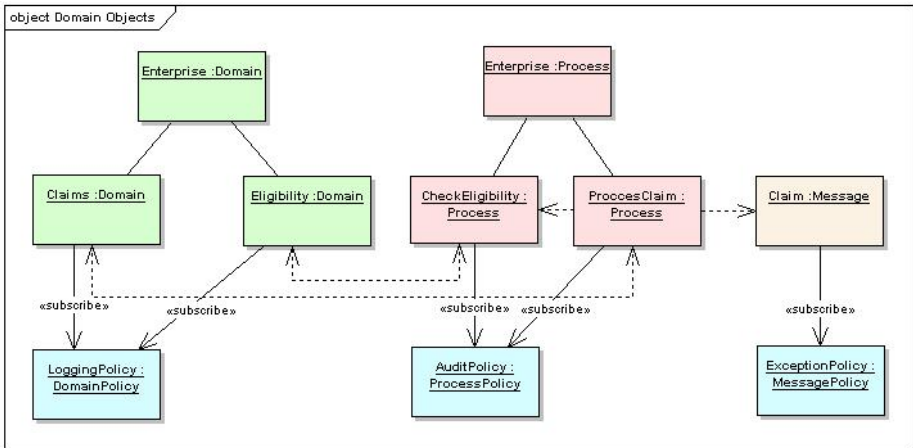 object Domain Objects
Enterprise :Domain
Enterprise :Process
Claims :Domain
Eligibility :Domain
CheckEligibility :
Process
ProccesClaim :
Process
Claim :Message
«subscribe»
«subscribe»
«subscribe»
«subscribe»
«subscribe»
LoggingPolicy :
DomainPolicy
AuditPolicy :
ProcessPolicy
ExceptionPolicy :
MessagePolicy